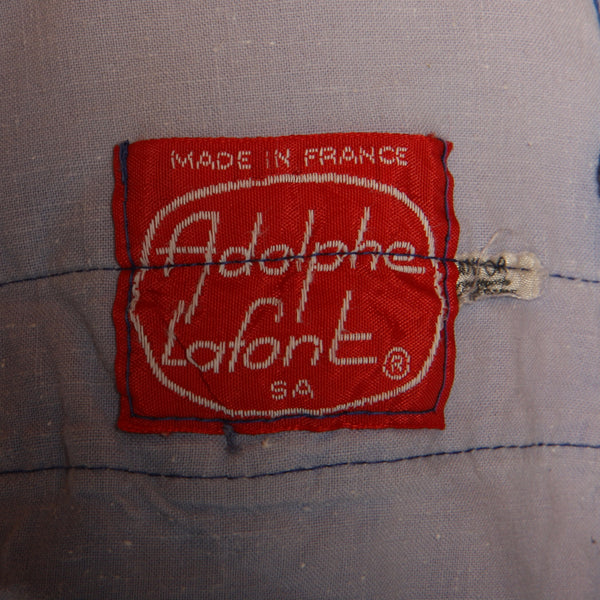 MADE IN FRANCE
Adolphe
Lafont ®
SA